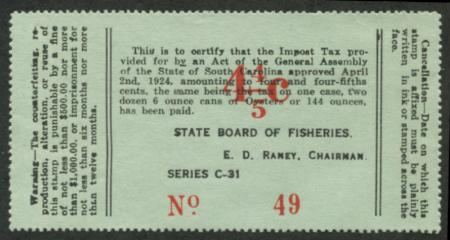 Warning—The counterfeiting, re-
production, alteration, or reuse of
this stamp is punishable by a fine
of not less than $500.00 nor more
than $1,000.00, or imprisonment for
not less than six months nor more
than twelve months.
This is to certify that the Impost Tax pro-
vided for by an Act of the General Assembly
of the State of South Carolina approved April
2nd, 1924, amounting to four and four-fifths
cents, the same being the tax on one case, two
dozen 6 ounce cans of Oysters or 144 ounces,
has been paid.
4 4/5 C
STATE BOARD OF FISHERIES.
E. D. RANEY, CHAIRMAN.
SERIES C-31
No. 49
Cancellation—Date on which this
stamp is affixed must be plainly
written in ink or stamped across the
face.